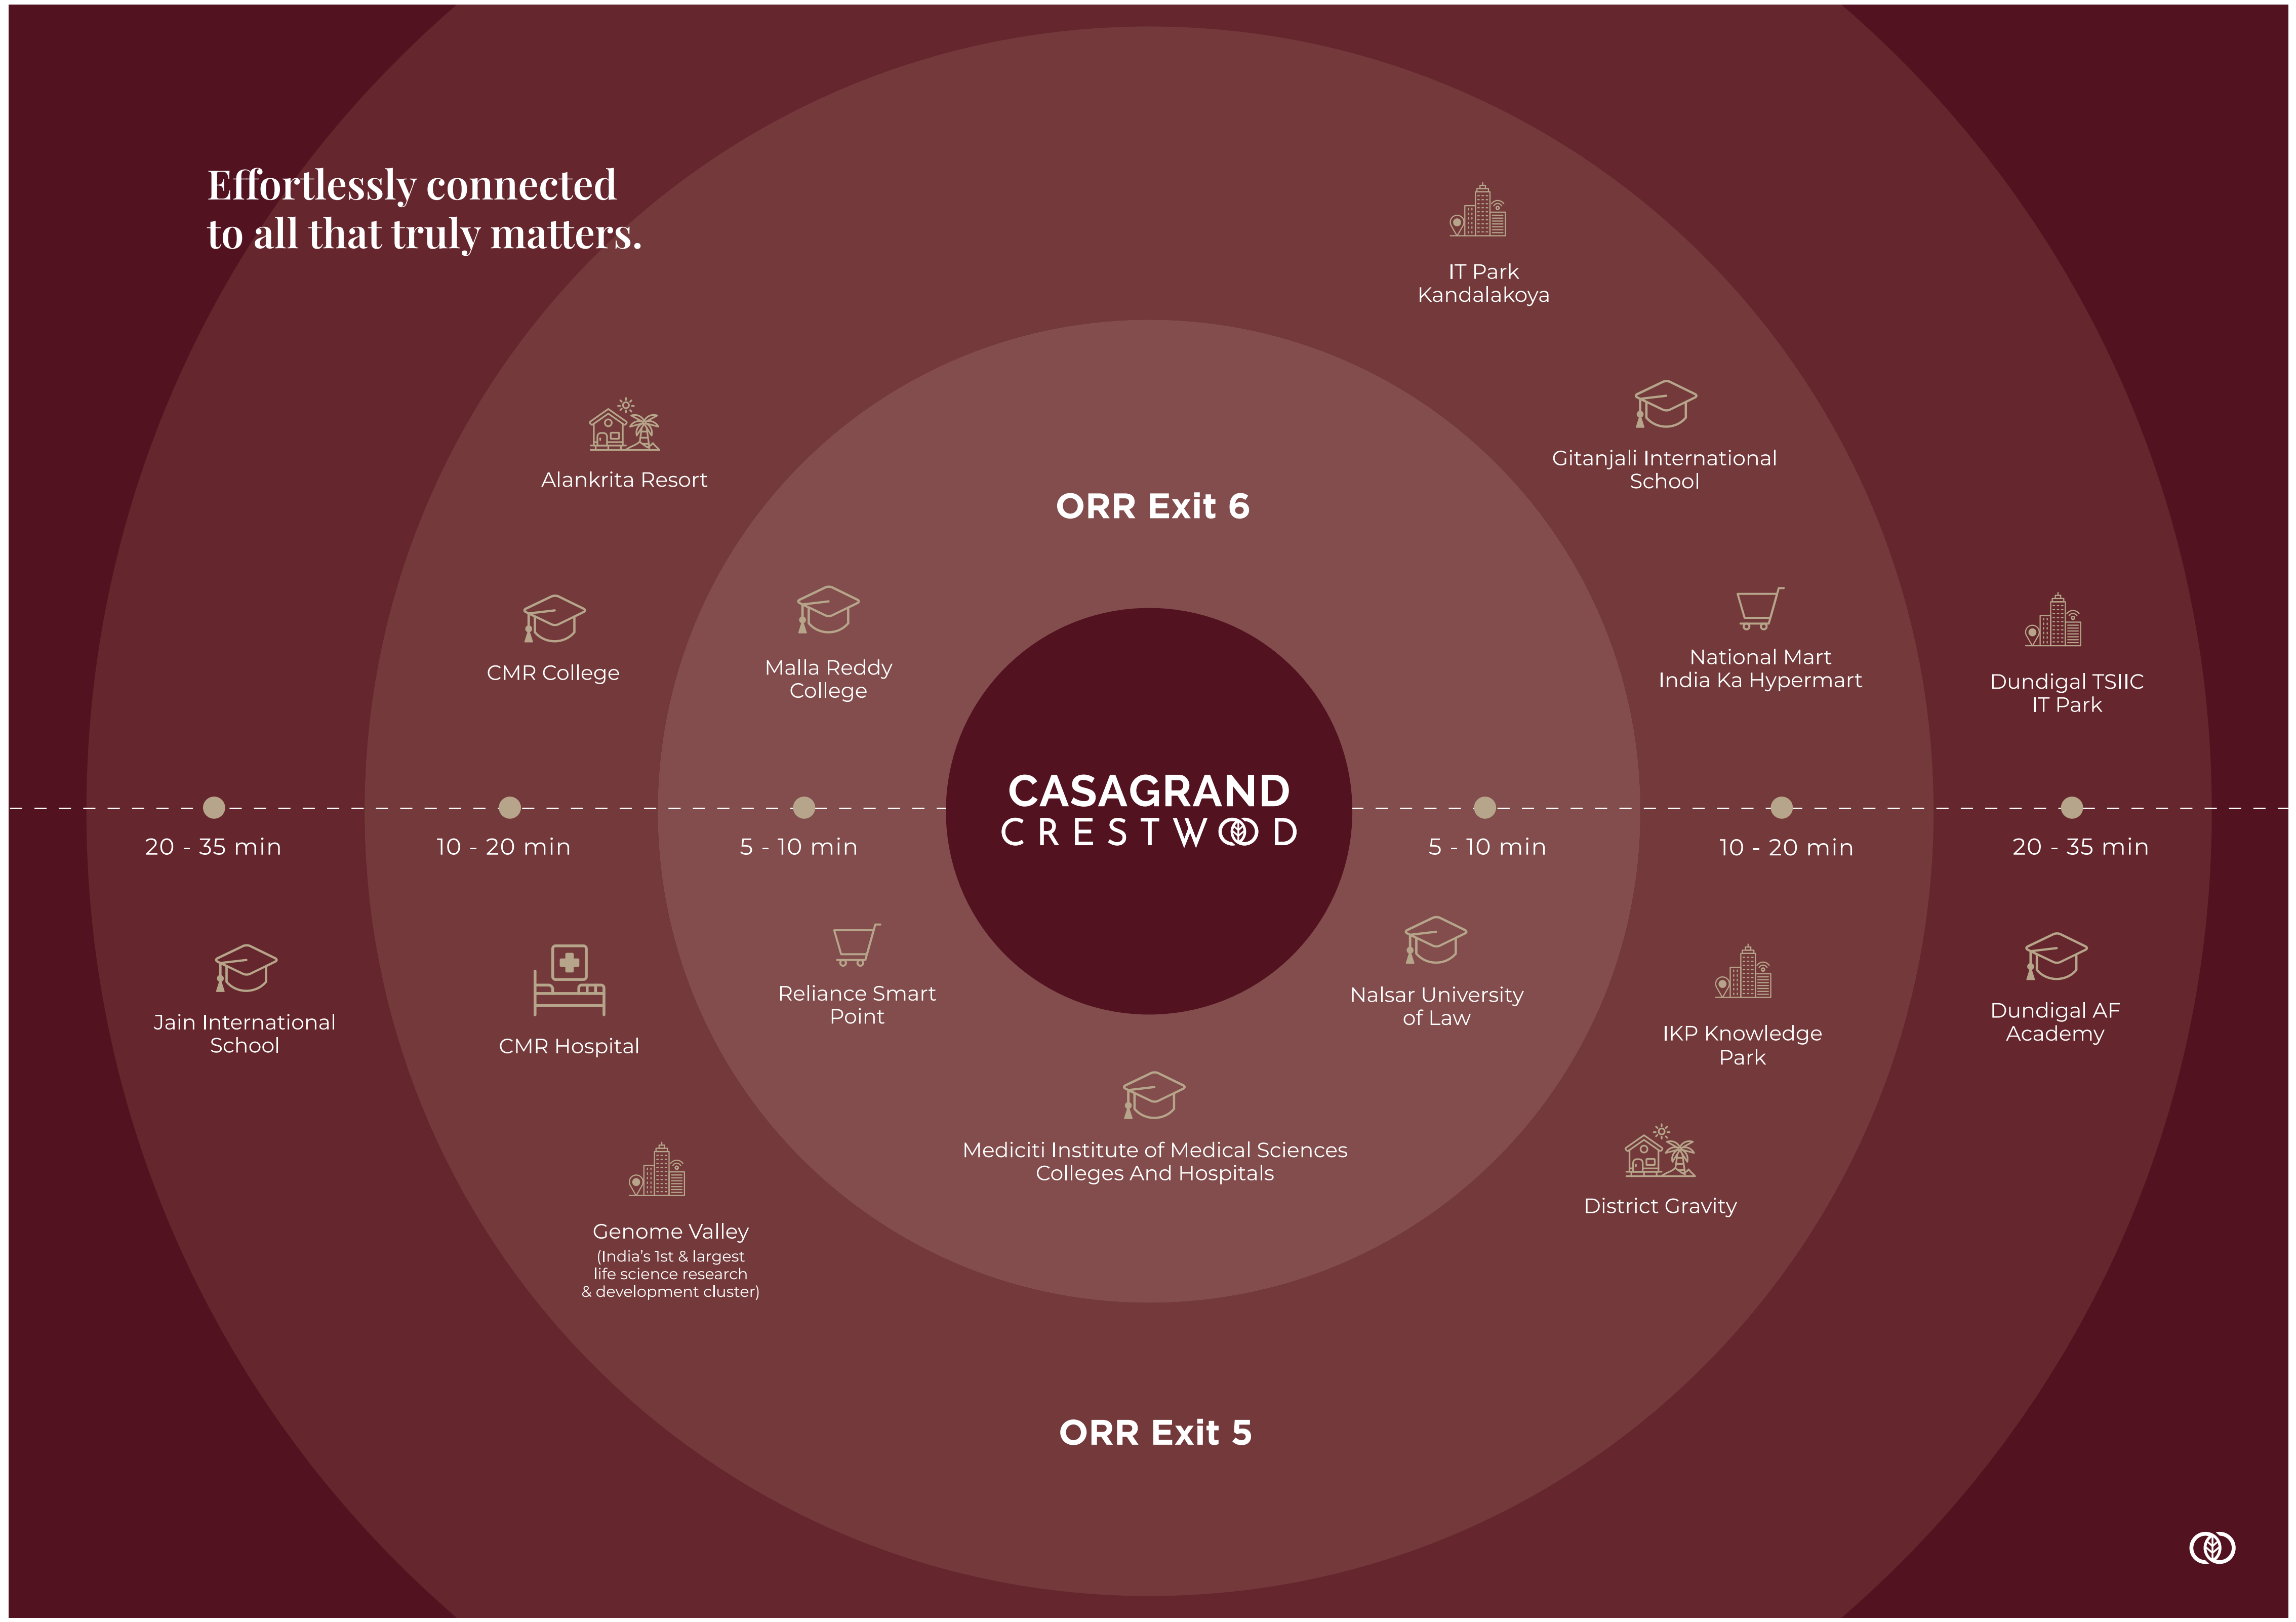 Effortlessly connected
to all that truly matters.
IT Park
Kandalakoya
Alankrita Resort
Gitanjali International
School
ORR Exit 6
CMR College
Malla Reddy
College
National Mart
India Ka Hypermart
Dundigal TSIIC
IT Park
CASAGRAND
CRESTWOOD
20 - 35 min
10 - 20 min
5 - 10 min
5 - 10 min
10 - 20 min
20 - 35 min
Jain International
School
CMR Hospital
Reliance Smart
Point
Nalsar University
of Law
IKP Knowledge
Park
Dundigal AF
Academy
Mediciti Institute of Medical Sciences
Colleges And Hospitals
District Gravity
Genome Valley
(India's 1st & largest
life science research
& development cluster)
ORR Exit 5